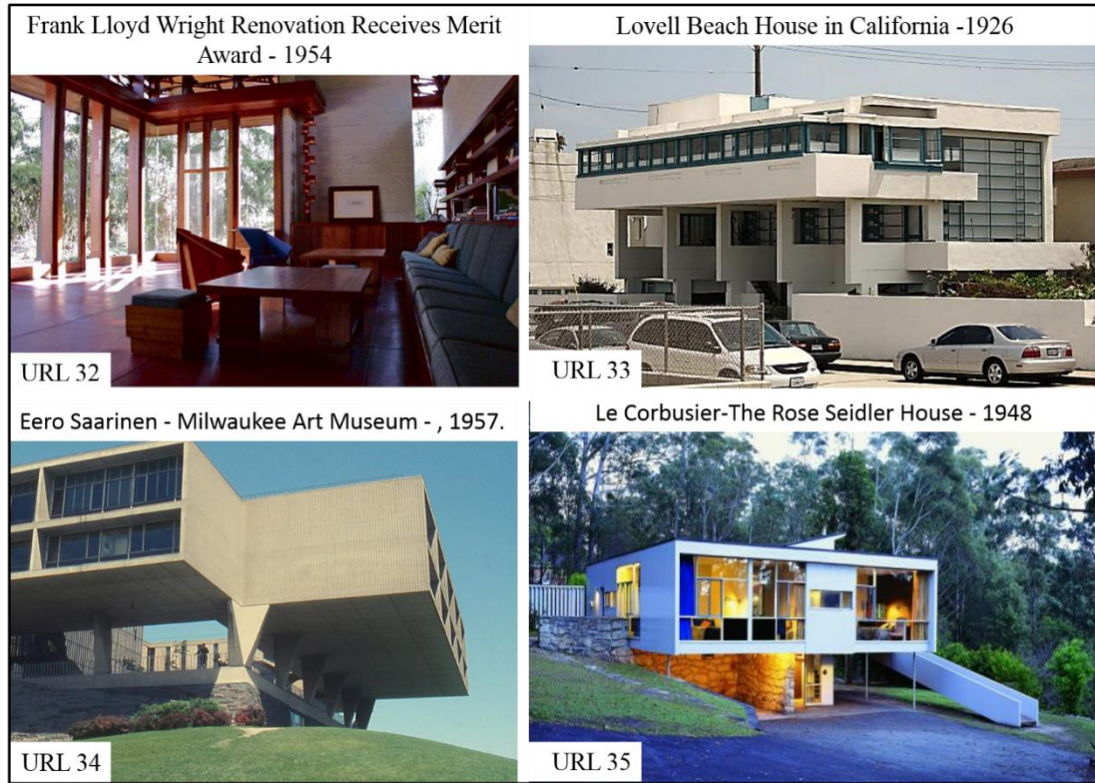 Frank Lloyd Wright Renovation Receives Merit
Award - 1954
Lovell Beach House in California -1926
URL 32
URL 33
Eero Saarinen - Milwaukee Art Museum - , 1957.
Le Corbusier-The Rose Seidler House - 1948
URL 34
URL 35